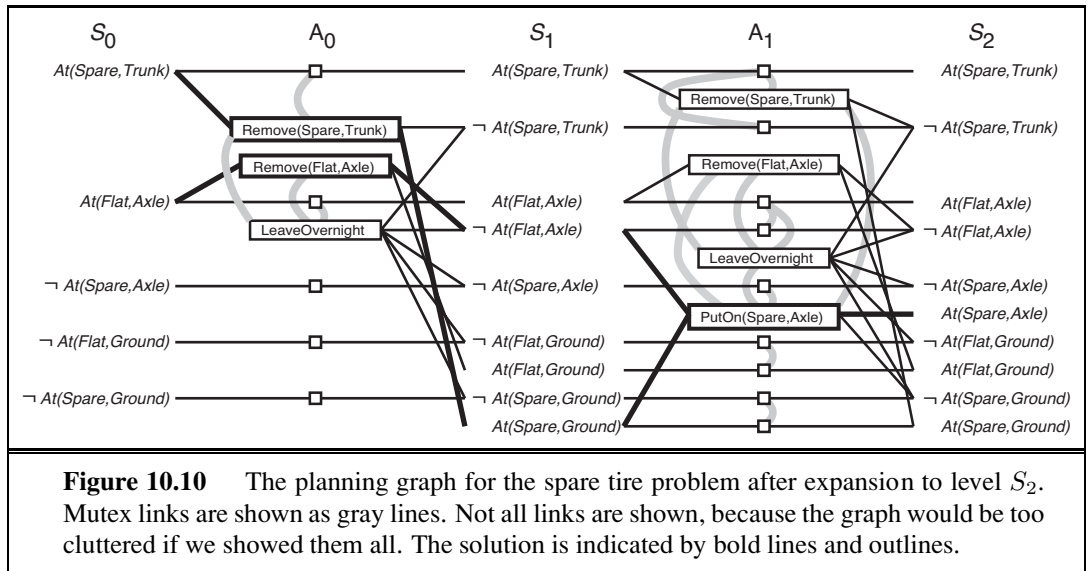 S0 A0 S1 A1 S2
At(Spare,Trunk) At(Spare,Trunk) At(Spare,Trunk)
Remove(Spare,Trunk)
Remove(Spare,Trunk) ¬ At(Spare,Trunk) ¬ At(Spare,Trunk)
Remove(Flat,Axle) Remove(Flat,Axle)
At(Flat,Axle) At(Flat,Axle) At(Flat,Axle)
LeaveOvernight ¬ At(Flat,Axle) ¬ At(Flat,Axle)
LeaveOvernight
¬ At(Spare,Axle) ¬ At(Spare,Axle) ¬ At(Spare,Axle)
PutOn(Spare,Axle) At(Spare,Axle)
¬ At(Flat,Ground) ¬ At(Flat,Ground) ¬ At(Flat,Ground)
At(Flat,Ground) At(Flat,Ground)
¬ At(Spare,Ground) ¬ At(Spare,Ground) ¬ At(Spare,Ground)
At(Spare,Ground) At(Spare,Ground)
Figure 10.10 The planning graph for the spare tire problem after expansion to level S2.
Mutex links are shown as gray lines. Not all links are shown, because the graph would be too
cluttered if we showed them all. The solution is indicated by bold lines and outlines.